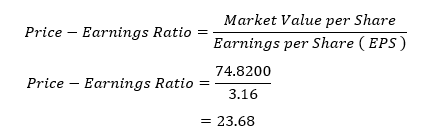 Price − Earnings Ratio = Market Value per Share / Earnings per Share ( EPS )
Price − Earnings Ratio = 74.8200 / 3.16
= 23.68